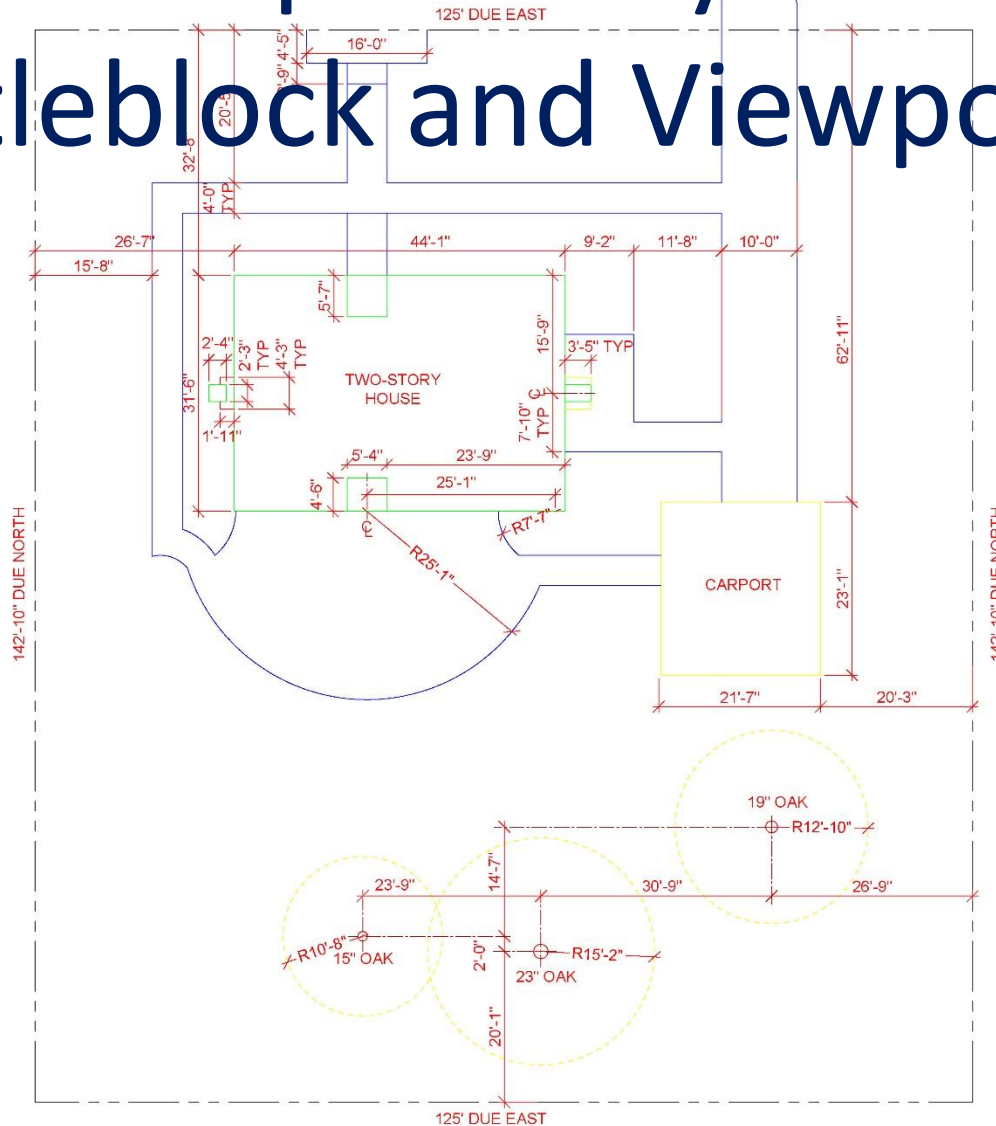 125' DUE EAST
16'-0"
4'-5"
tleblock and Viewpo
20'-5"
32'-8"
4'-0"
TYP
26'-7"
44'-1"
9'-2"
11'-8"
10'-0"
15'-8"
5'-7"
15'-9"
62'-11"
2'-4"
2'-3"
TYP
4'-3"
TYP
3'-5" TYP
31'-6"
TWO-STORY
HOUSE
7'-10"
TYP
1'-11"
5'-4"
23'-9"
4'-6"
25'-1"
R7'-7"
R25'-1"
142'-10" DUE NORTH
142'-10" DUE NORTH
CARPORT
23'-1"
21'-7"
20'-3"
19" OAK
R12'-10"
14'-7"
23'-9"
30'-9"
26'-9"
R10'-8"
15" OAK
2'-0"
R15'-2"
23" OAK
20'-1"
125' DUE EAST